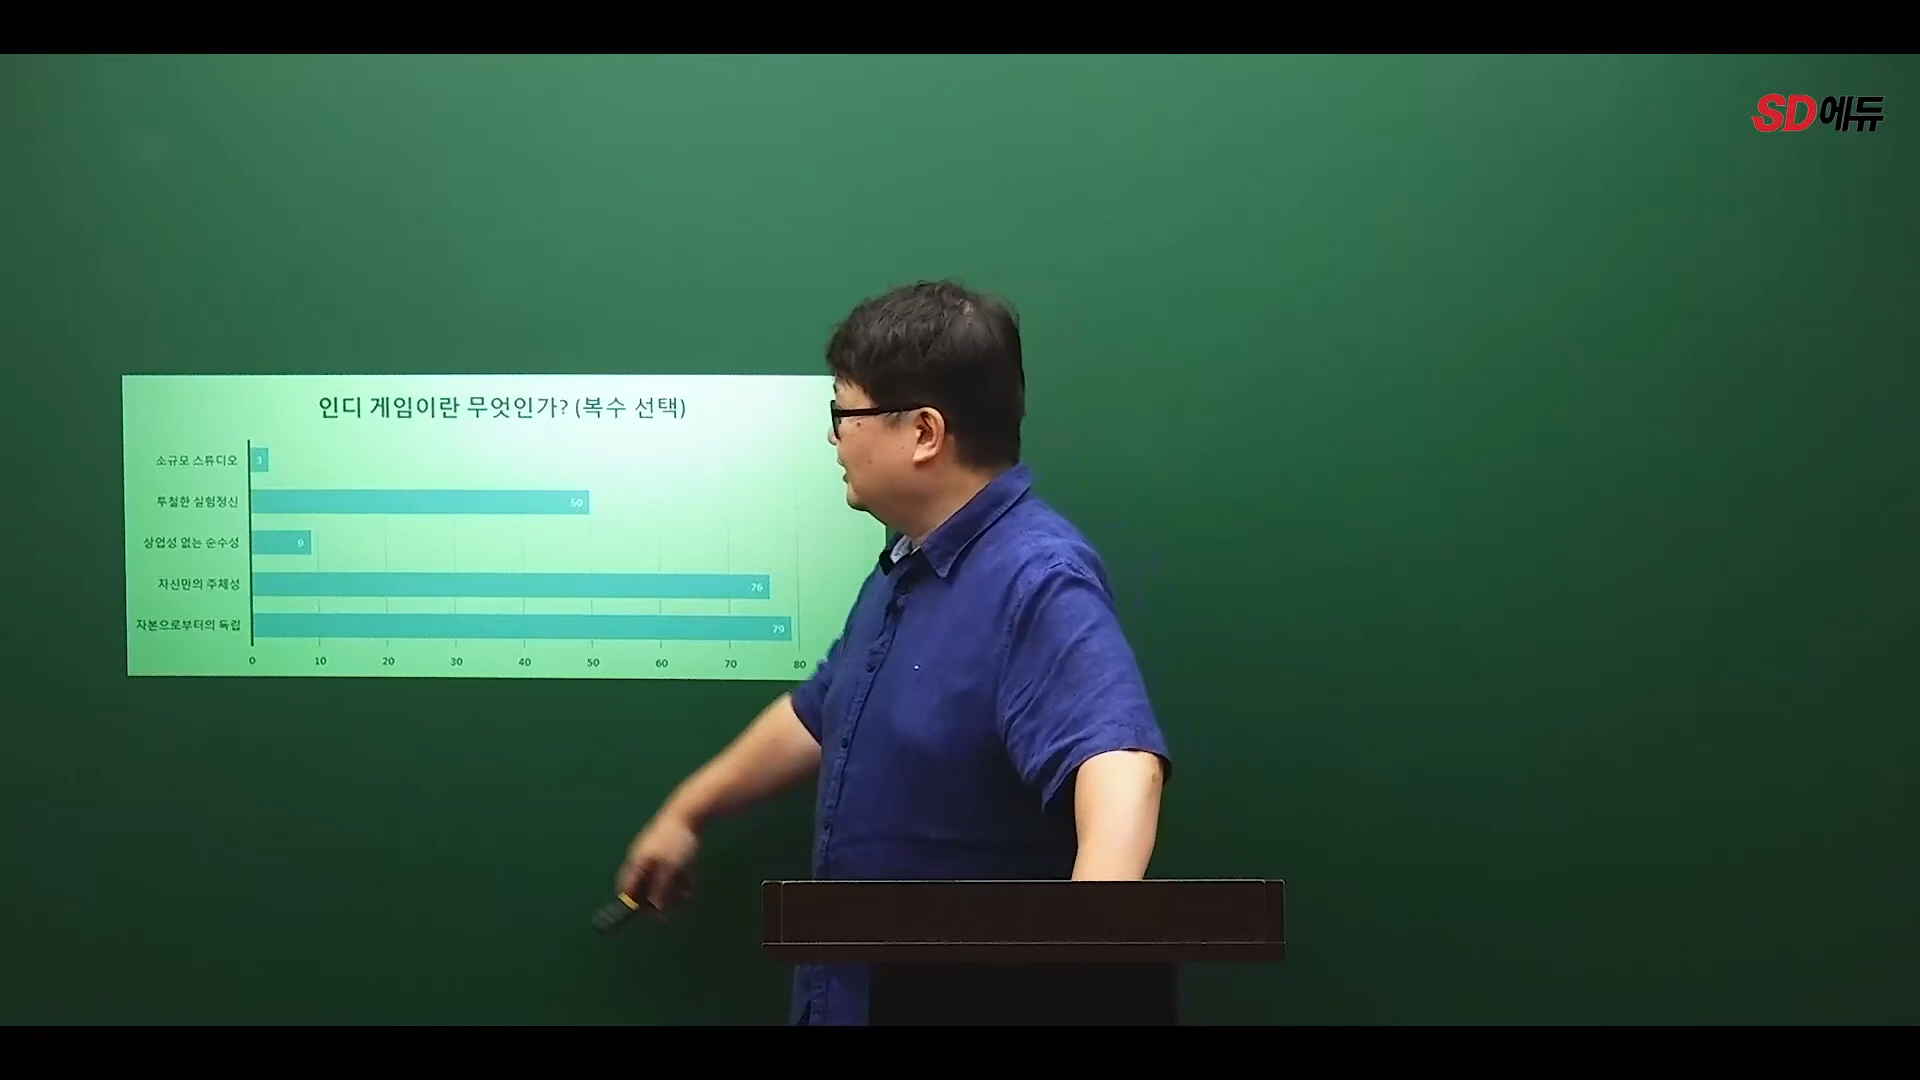 SD에듀
인디 게임이란 무엇인가? (복수 선택)
소규모 스튜디오 3
투철한 실험정신 50
상업성 없는 순수성 9
자신만의 주체성 76
자본으로부터의 독립 79
0 10 20 30 40 50 60 70 80